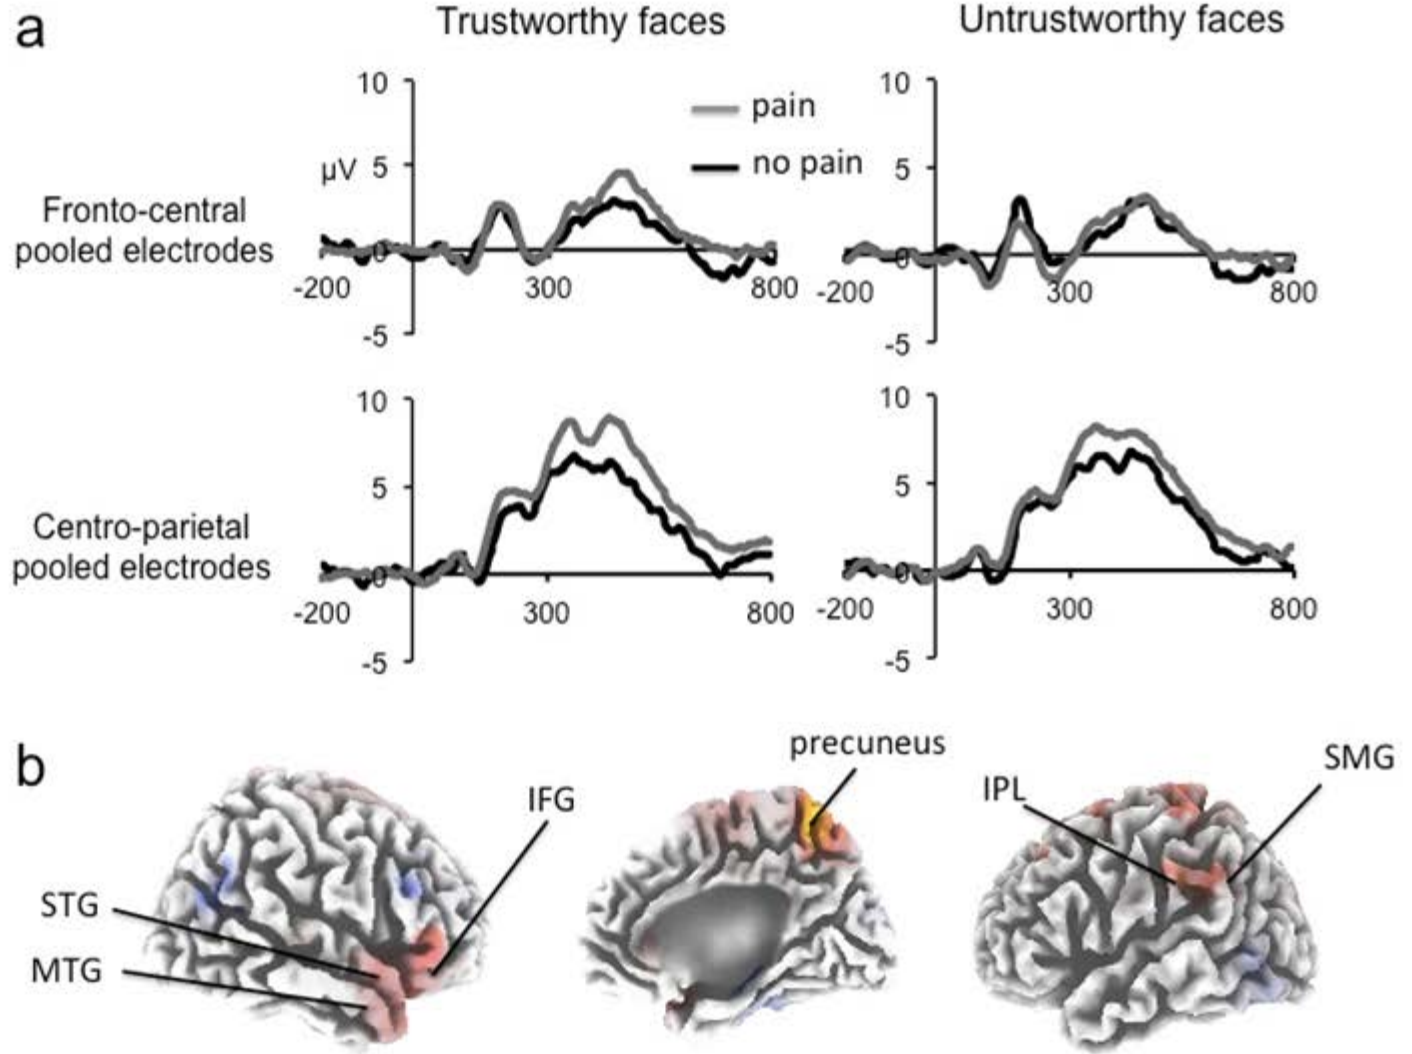 a
Trustworthy faces
Untrustworthy faces
10
pain
10
µV 5
no pain
5
Fronto-central
pooled electrodes
0
0
-200
300
800
-200
300
800
-5
-5
10
10
5
5
Centro-parietal
pooled electrodes
0
0
-200
300
800
-200
300
800
-5
-5
b
precuneus
SMG
IFG
IPL
STG
MTG